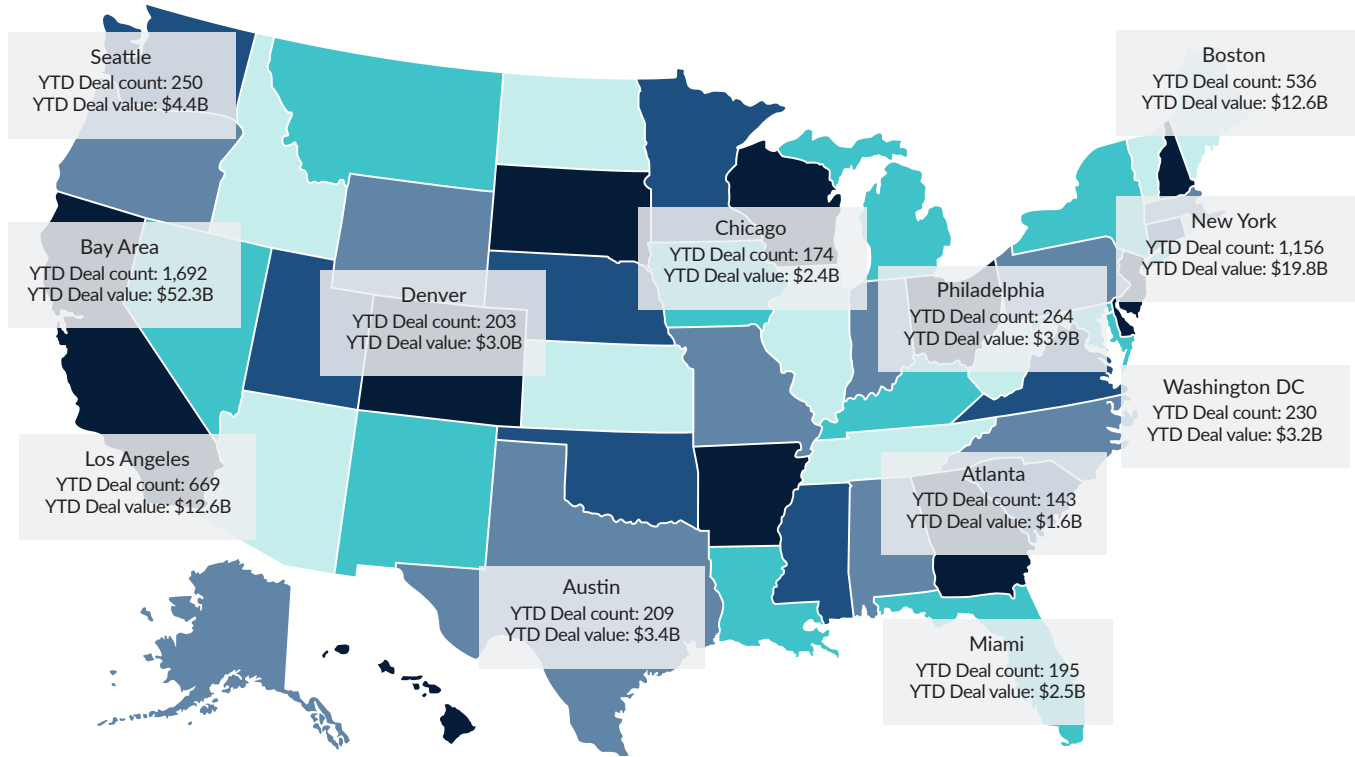 Seattle
YTD Deal count: 250
YTD Deal value: $4.4B
Boston
YTD Deal count: 536
YTD Deal value: $12.6B
Bay Area
YTD Deal count: 1,692
YTD Deal value: $52.3B
Chicago
YTD Deal count: 174
YTD Deal value: $2.4B
New York
YTD Deal count: 1,156
YTD Deal value: $19.8B
Denver
YTD Deal count: 203
YTD Deal value: $3.0B
Philadelphia
YTD Deal count: 264
YTD Deal value: $3.9B
Washington DC
YTD Deal count: 230
YTD Deal value: $3.2B
Los Angeles
YTD Deal count: 669
YTD Deal value: $12.6B
Atlanta
YTD Deal count: 143
YTD Deal value: $1.6B
Austin
YTD Deal count: 209
YTD Deal value: $3.4B
Miami
YTD Deal count: 195
YTD Deal value: $2.5B